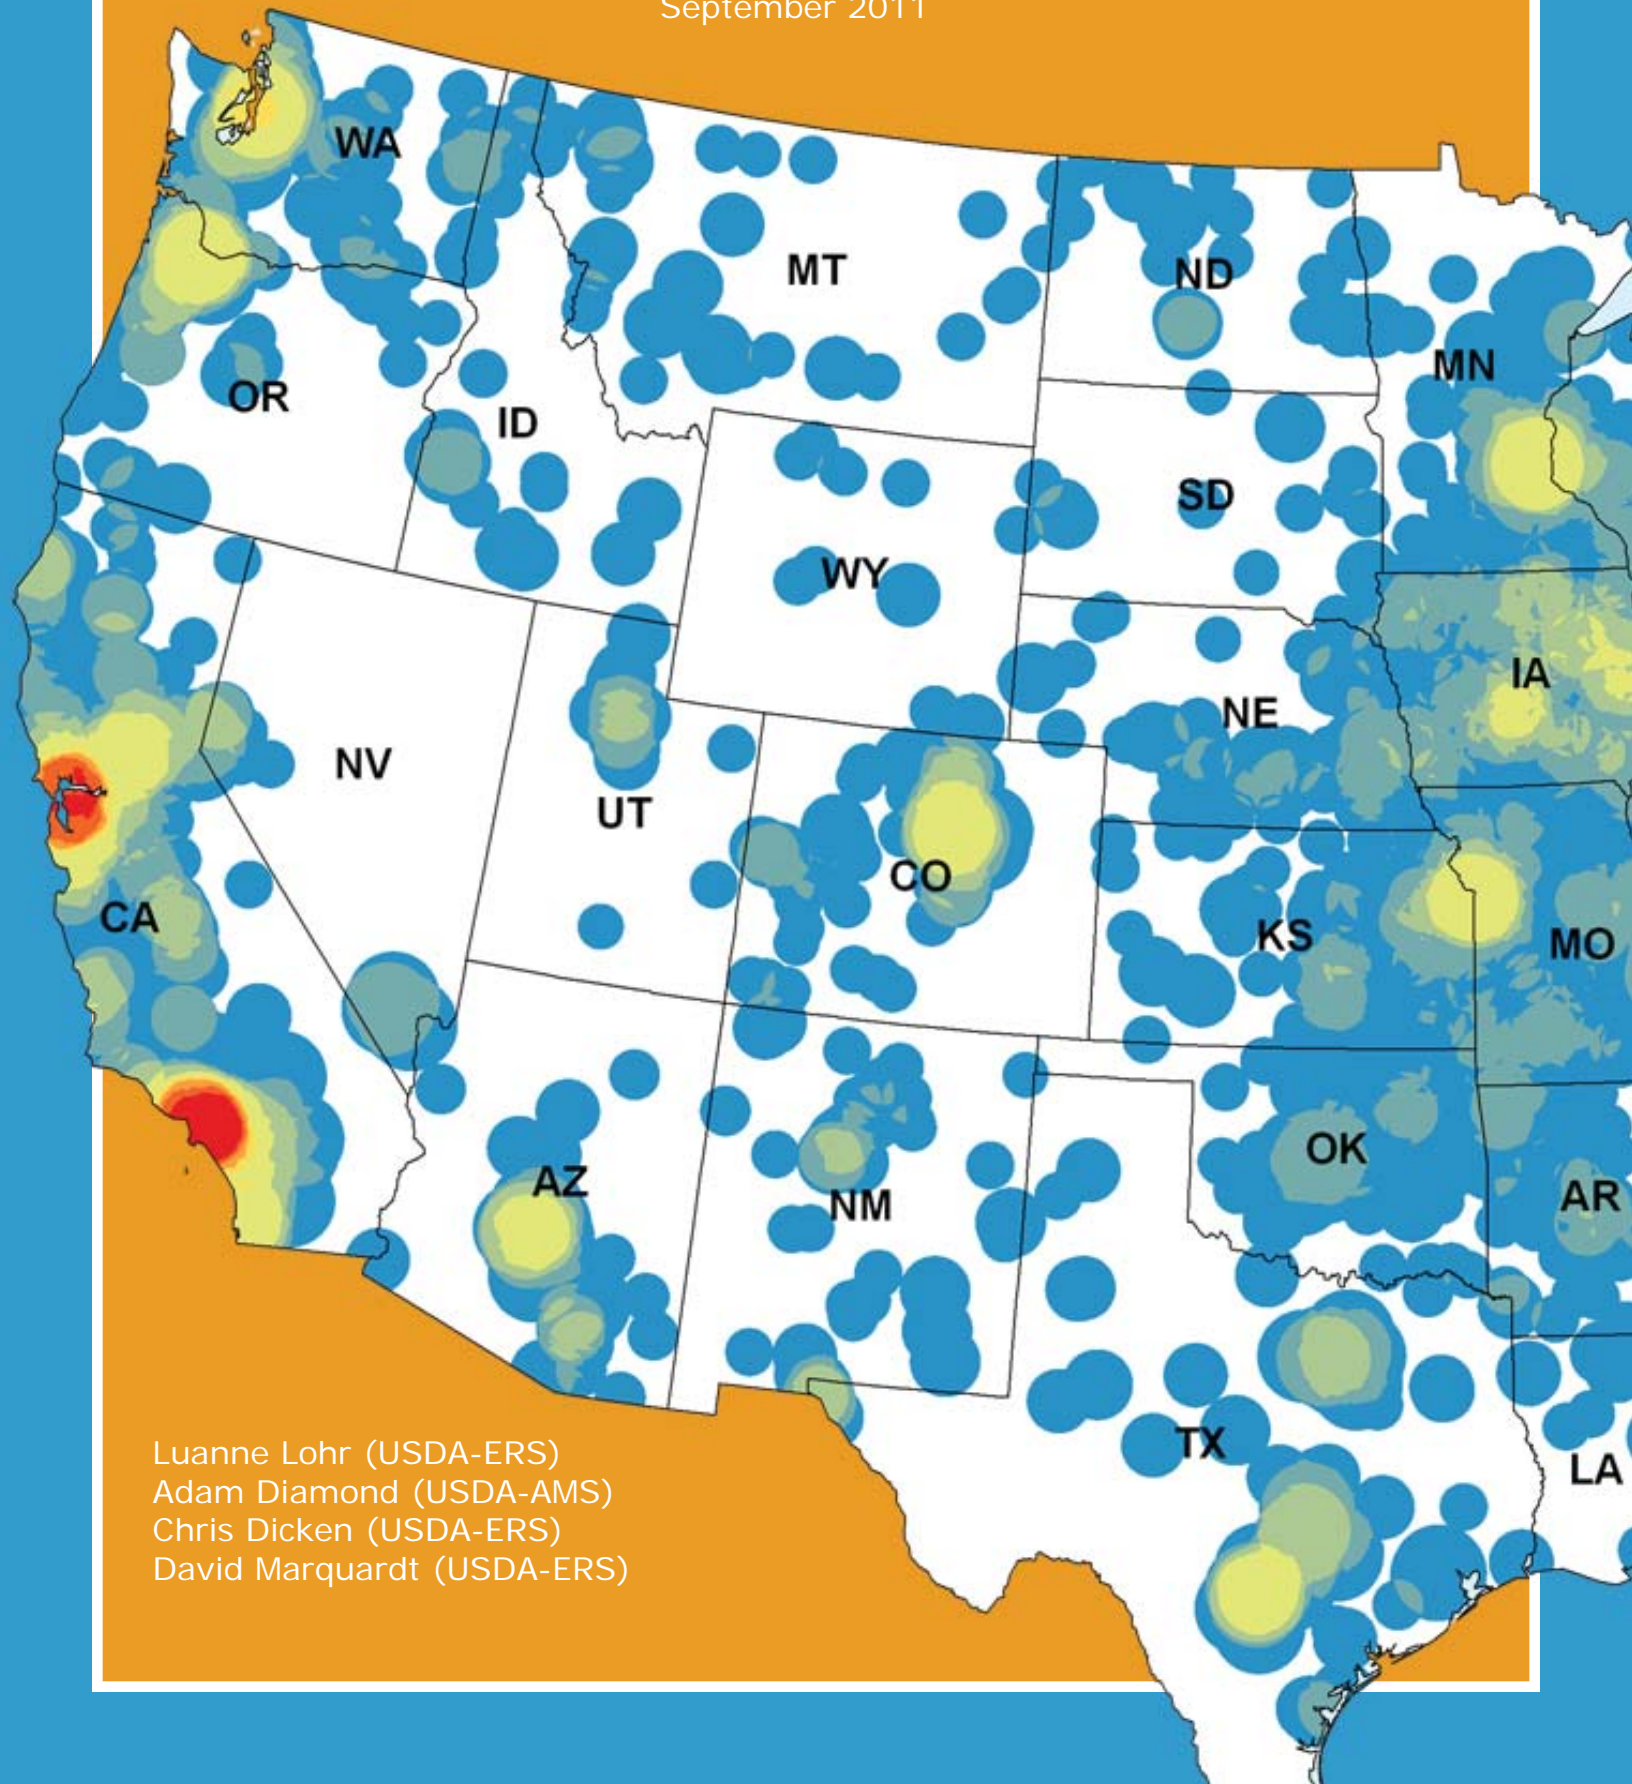 September 2011
WA
MT
ND
MN
OR
ID
SD
WY
IA
NE
NV
UT
CO
CA
KS
MO
OK
AZ
NM
AR
TX
LA
Luanne Lohr (USDA-ERS)
Adam Diamond (USDA-AMS)
Chris Dicken (USDA-ERS)
David Marquardt (USDA-ERS)